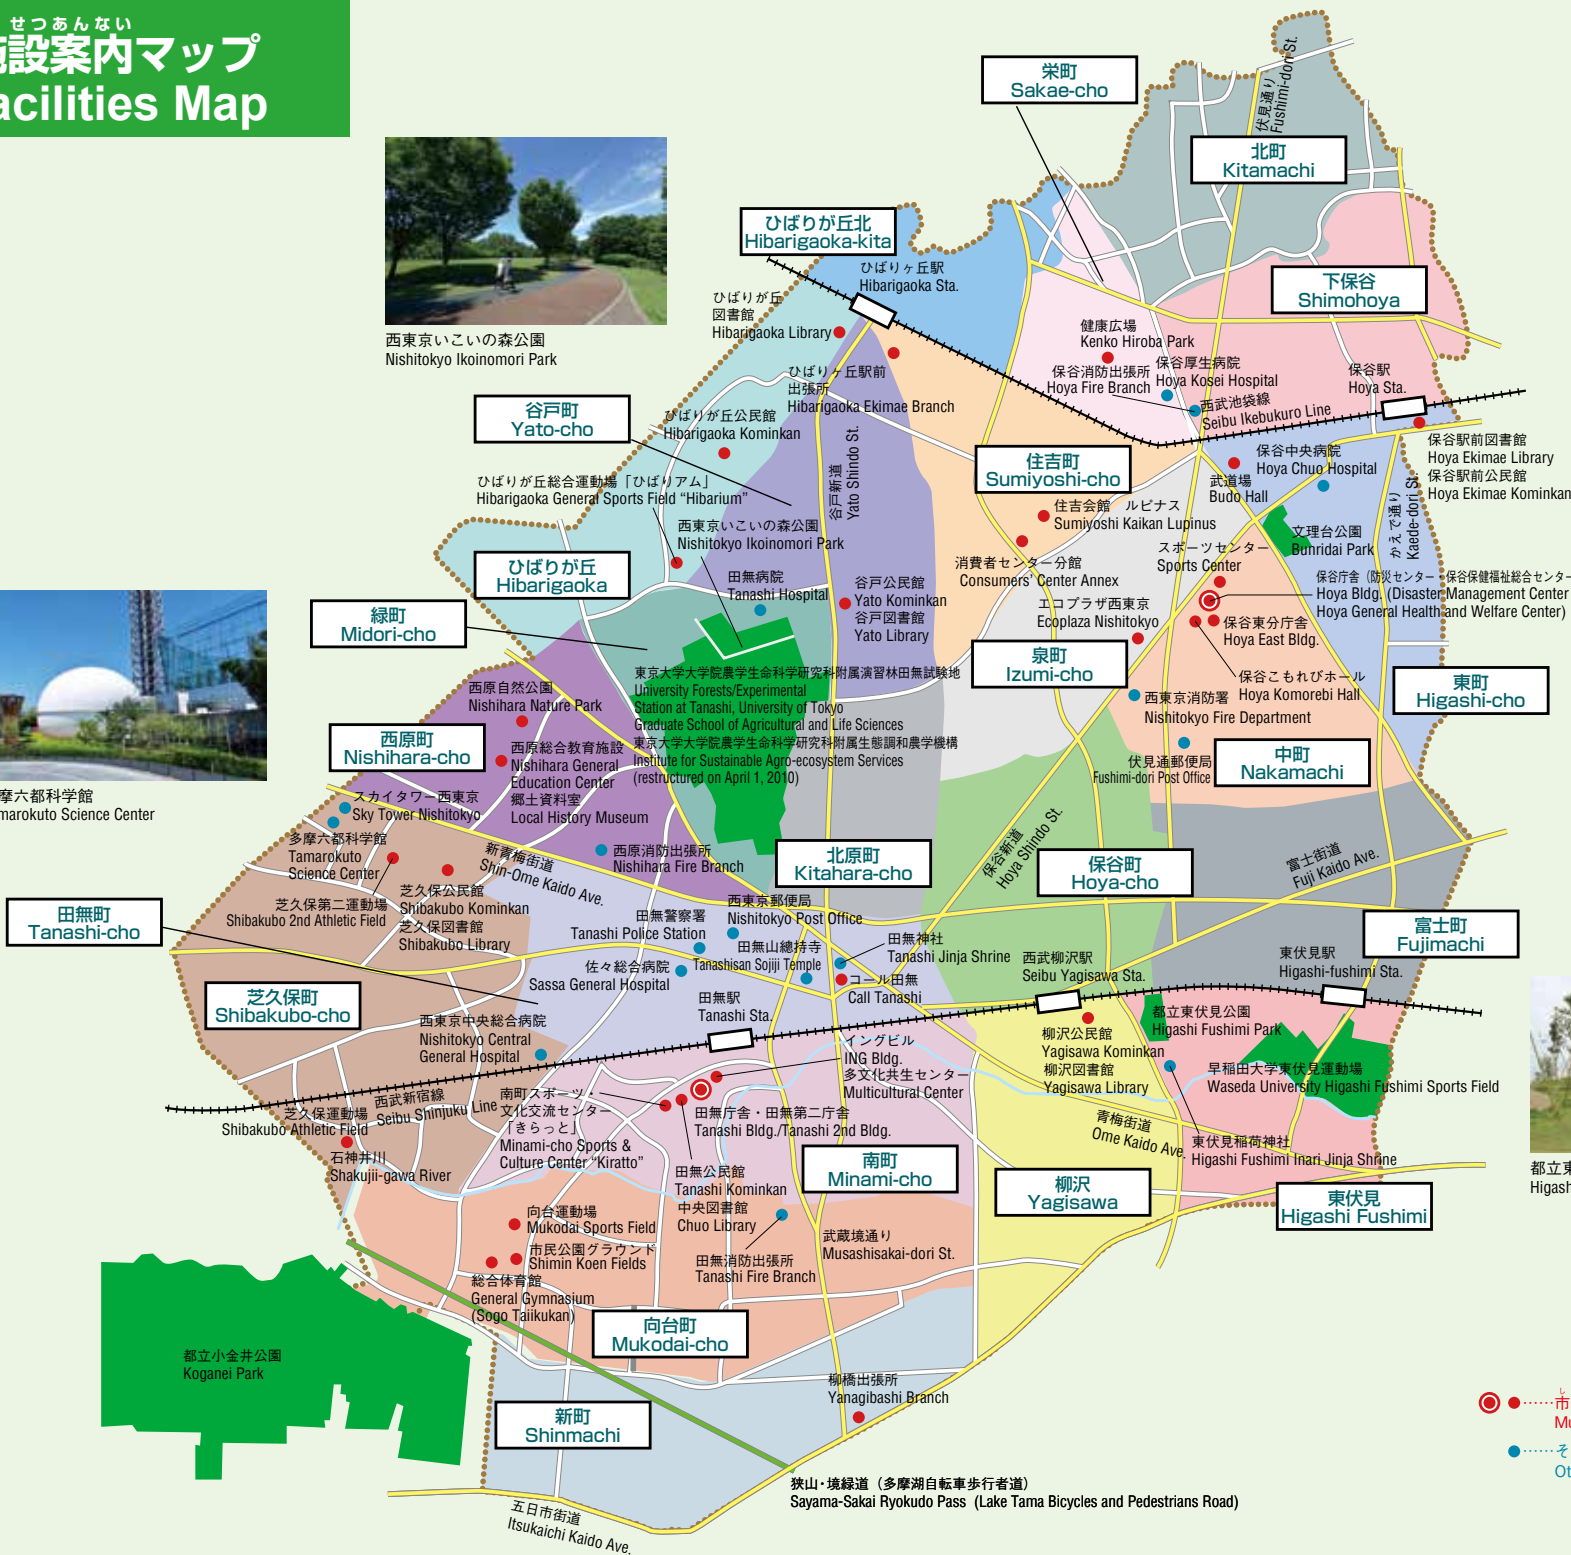 せつあんない
施設案内マップ
acilities Map
栄町
Sakae-cho
伏見通り
Fushimi-dori St.
北町
Kitamachi
ひばりが丘北
Hibarigaoka-kita
ひばりヶ丘駅
Hibarigaoka Sta.
下保谷
Shimohoya
ひばりが丘
図書館
Hibarigaoka Library
健康広場
Kenko Hiroba Park
西東京いこいの森公園
Nishitokyo Ikoinomori Park
保谷消防出張所
Hoya Fire Branch
保谷厚生病院
Hoya Kosei Hospital
保谷駅
Hoya Sta.
ひばりヶ丘駅前
出張所
Hibarigaoka Ekimae Branch
西武池袋線
Seibu Ikebukuro Line
谷戸町
Yato-cho
ひばりが丘公民館
Hibarigaoka Kominkan
谷戸新道
Yato Shindo St.
住吉町
Sumiyoshi-cho
保谷中央病院
Hoya Chuo Hospital
保谷駅前図書館
Hoya Ekimae Library
保谷駅前公民館
Hoya Ekimae Kominkan
武道場
Budo Hall
かえで通り
Kaede-dori St.
ひばりが丘総合運動場「ひばりアム」
Hibarigaoka General Sports Field “Hibarium”
住吉会館 ルピナス
Sumiyoshi Kaikan Lupinus
西東京いこいの森公園
Nishitokyo Ikoinomori Park
文理台公園
Bunridai Park
スポーツセンター
Sports Center
消費者センター分館
Consumers’ Center Annex
ひばりが丘
Hibarigaoka
田無病院
Tanashi Hospital
谷戸公民館
Yato Kominkan
谷戸図書館
Yato Library
保谷庁舎（防災センター・保谷保健福祉総合センター
Hoya Bldg. (Disaster Management Center
Hoya General Health and Welfare Center)
エコプラザ西東京
Ecoplaza Nishitokyo
緑町
Midori-cho
保谷東分庁舎
Hoya East Bldg.
泉町
Izumi-cho
保谷こもれびホール
Hoya Komorebi Hall
東町
Higashi-cho
東京大学大学院農学生命科学研究科附属演習林田無試験地
University Forests/Experimental
Station at Tanashi, University of Tokyo
Graduate School of Agricultural and Life Sciences
東京大学大学院農学生命科学研究科附属生態調和農学機構
Institute for Sustainable Agro-ecosystem Services
(restructured on April 1, 2010)
西原自然公園
Nishihara Nature Park
西東京消防署
Nishitokyo Fire Department
西原町
Nishihara-cho
西原総合教育施設
Nishihara General
Education Center
郷土資料室
Local History Museum
伏見通郵便局
Fushimi-dori Post Office
中町
Nakamachi
摩六都科学館
marokuto Science Center
スカイタワー西東京
Sky Tower Nishitokyo
多摩六都科学館
Tamarokuto
Science Center
新青梅街道
Shin-Ome Kaido Ave.
西原消防出張所
Nishihara Fire Branch
北原町
Kitahara-cho
保谷新道
Hoya Shindo St.
保谷町
Hoya-cho
富士街道
Fuji Kaido Ave.
芝久保第二運動場
Shibakubo 2nd Athletic Field
芝久保公民館
Shibakubo Kominkan
芝久保図書館
Shibakubo Library
田無町
Tanashi-cho
西東京郵便局
Nishitokyo Post Office
田無警察署
Tanashi Police Station
田無山總持寺
Tanashisan Sojiji Temple
田無神社
Tanashi Jinja Shrine
富士町
Fujimachi
佐々総合病院
Sassa General Hospital
コール田無
Call Tanashi
西武柳沢駅
Seibu Yagisawa Sta.
東伏見駅
Higashi-fushimi Sta.
芝久保町
Shibakubo-cho
田無駅
Tanashi Sta.
西東京中央総合病院
Nishitokyo Central
General Hospital
都立東伏見公園
Higashi Fushimi Park
柳沢公民館
Yagisawa Kominkan
柳沢図書館
Yagisawa Library
イングビル
ING Bldg.
多文化共生センター
Multicultural Center
早稲田大学東伏見運動場
Waseda University Higashi Fushimi Sports Field
西武新宿線
Seibu Shinjuku Line
南町スポーツ・
文化交流センター
「きらっと」
Minami-cho Sports &
Culture Center “Kiratto”
田無庁舎・田無第二庁舎
Tanashi Bldg./Tanashi 2nd Bldg.
芝久保運動場
Shibakubo Athletic Field
青梅街道
Ome Kaido Ave.
東伏見稲荷神社
Higashi Fushimi Inari Jinja Shrine
石神井川
Shakujii-gawa River
田無公民館
Tanashi Kominkan
中央図書館
Chuo Library
南町
Minami-cho
柳沢
Yagisawa
東伏見
Higashi Fushimi
都立東
Higash
向台運動場
Mukodai Sports Field
市民公園グラウンド
Shimin Koen Fields
武蔵境通り
Musashisakai-dori St.
田無消防出張所
Tanashi Fire Branch
総合体育館
General Gymnasium
(Sogo Taiikukan)
向台町
Mukodai-cho
都立小金井公園
Koganei Park
柳橋出張所
Yanagibashi Branch
新町
Shinmachi
し
……市
Mu
……そ
Ot
狭山・境緑道（多摩湖自転車歩行者道）
Sayama-Sakai Ryokudo Pass (Lake Tama Bicycles and Pedestrians Road)
五日市街道
Itsukaichi Kaido Ave.